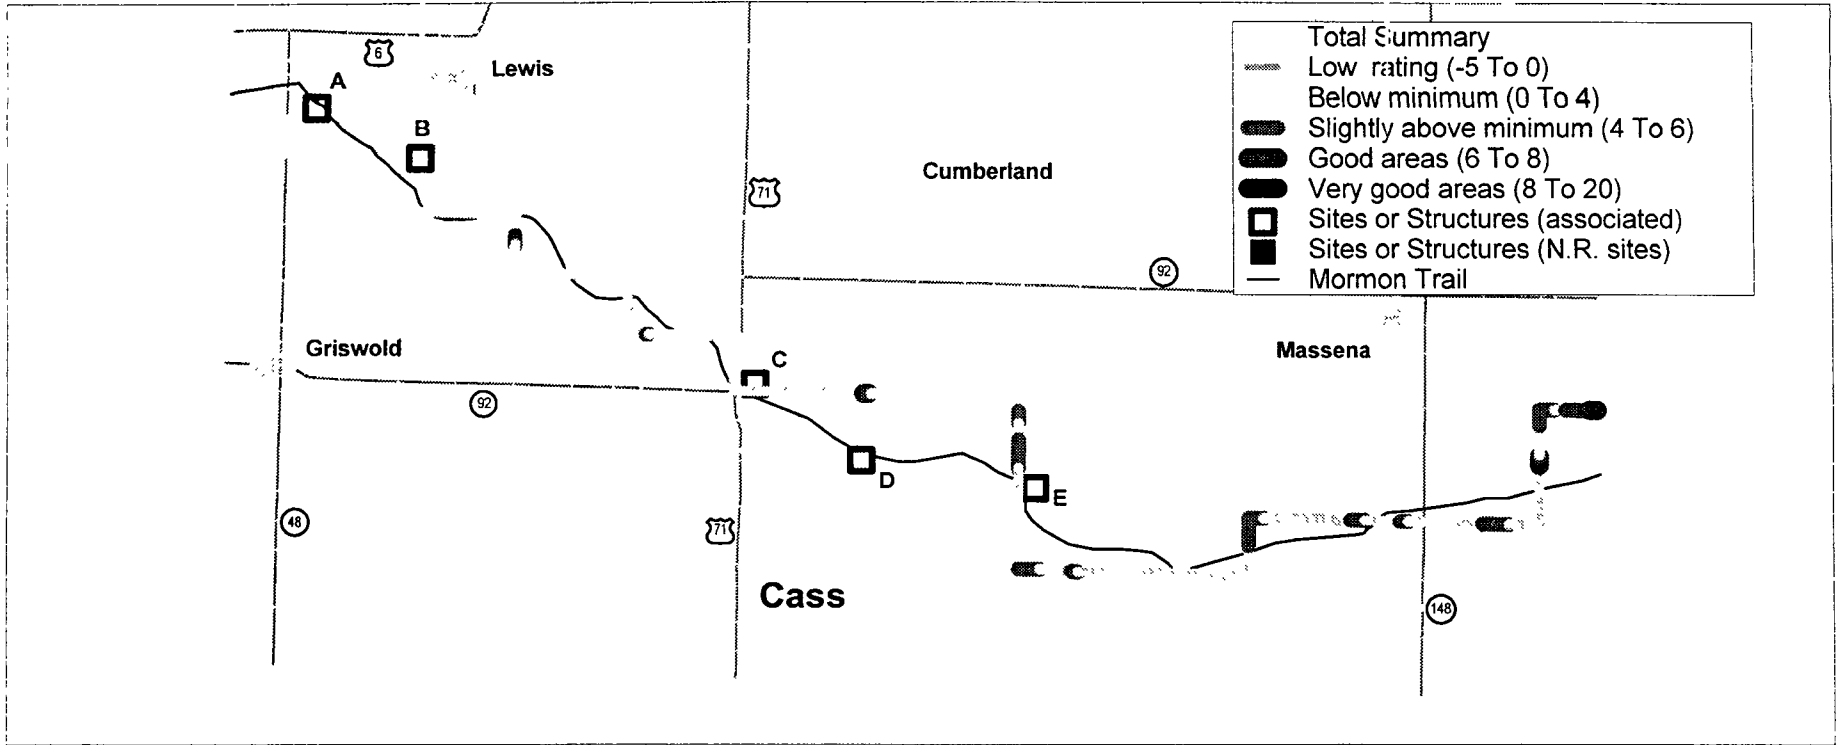 Total Summary
Low rating (-5 To 0)
Below minimum (0 To 4)
Slightly above minimum (4 To 6)
Good areas (6 To 8)
Very good areas (8 To 20)
Sites or Structures (associated)
Sites or Structures (N.R. sites)
Mormon Trail
6
Lewis
A
B
Cumberland
71
92
Griswold
C
Massena
92
D
E
48
71
Cass
148